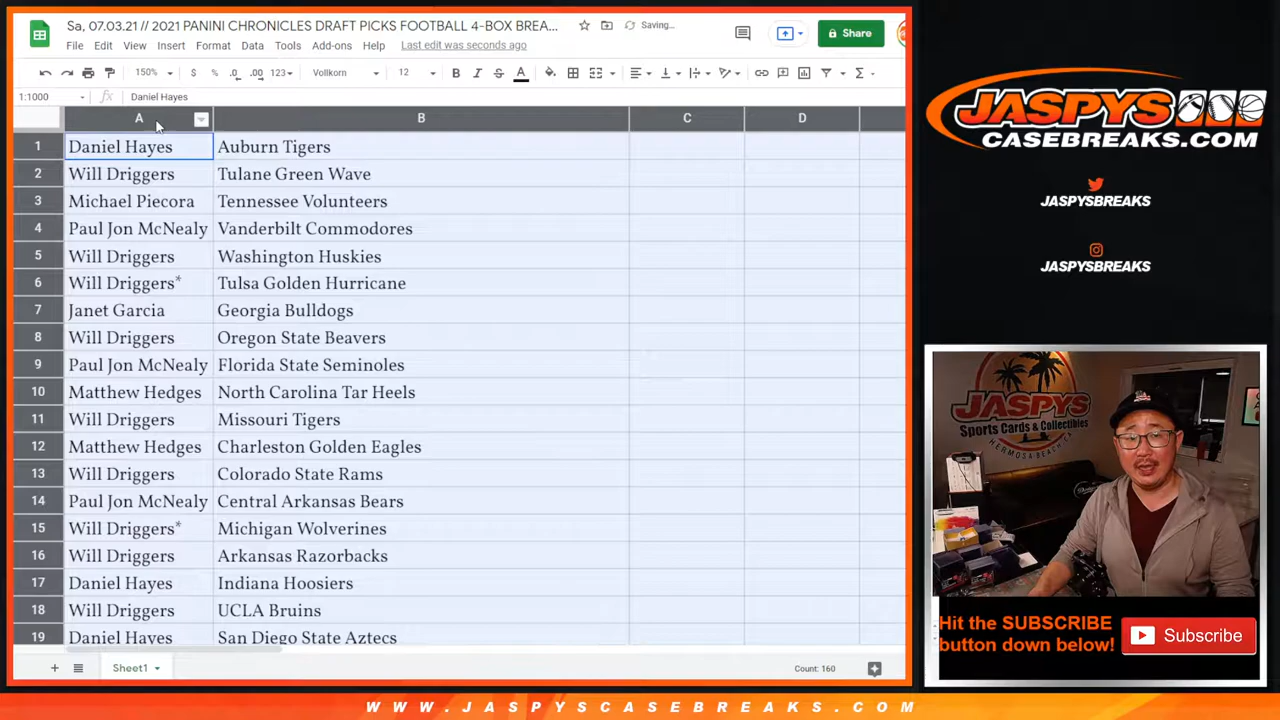 Sa, 07.03.21 // 2021 PANINI CHRONICLES DRAFT PICKS FOOTBALL 4-BOX BREA...
Saving...
File Edit View Insert Format Data Tools Add-ons Help Last edit was seconds ago
Share
150% $ % .0 .00 123 Vollkorn 12 B I S A
1:1000 fx Daniel Hayes
A B C D
1 Daniel Hayes Auburn Tigers
2 Will Driggers Tulane Green Wave
3 Michael Piecora Tennessee Volunteers
4 Paul Jon McNealy Vanderbilt Commodores
5 Will Driggers Washington Huskies
6 Will Driggers* Tulsa Golden Hurricane
7 Janet Garcia Georgia Bulldogs
8 Will Driggers Oregon State Beavers
9 Paul Jon McNealy Florida State Seminoles
10 Matthew Hedges North Carolina Tar Heels
11 Will Driggers Missouri Tigers
12 Matthew Hedges Charleston Golden Eagles
13 Will Driggers Colorado State Rams
14 Paul Jon McNealy Central Arkansas Bears
15 Will Driggers* Michigan Wolverines
16 Will Driggers Arkansas Razorbacks
17 Daniel Hayes Indiana Hoosiers
18 Will Driggers UCLA Bruins
19 Daniel Hayes San Diego State Aztecs
Sheet1
Count: 160
JASPYS
CASEBREAKS.COM
JASPYSBREAKS
JASPYSBREAKS
JASPYS
Sports Cards & Collectibles
HERMOSA BEACH, CA
Hit the SUBSCRIBE
button down below!
Subscribe
WWW.JASPYSCASEBREAKS.COM